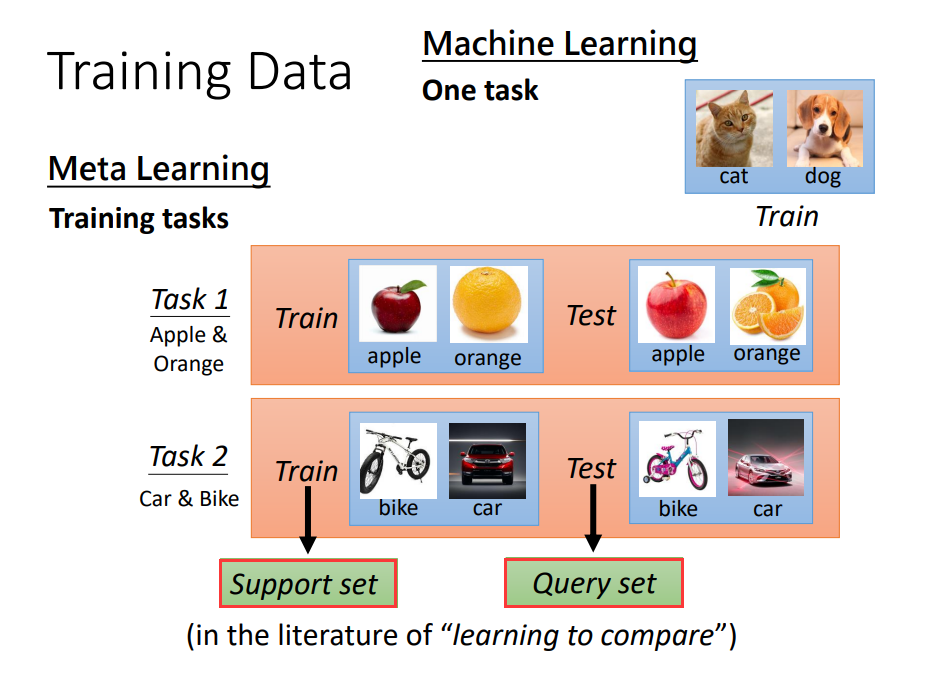 Training Data
Machine Learning
One task
cat dog
Train
Meta Learning
Training tasks
Task 1
Apple &
Orange
Train
apple orange
Test
apple orange
Task 2
Car & Bike
Train
bike car
Test
bike car
Support set
Query set
(in the literature of “learning to compare”)